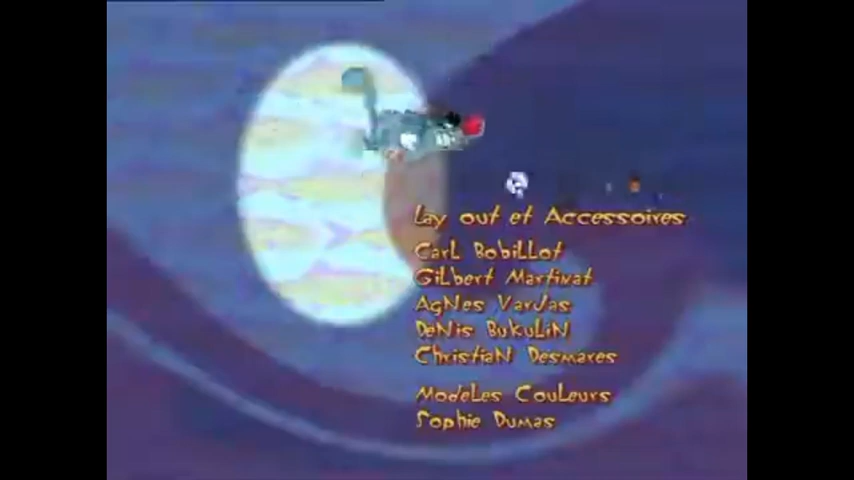 Lay out et Accessoires
Carl Bobillot
Gilbert Martinat
Agnes Vardas
Denis Bukulin
Christian Desmares
Modeles Couleurs
Sophie Dumas